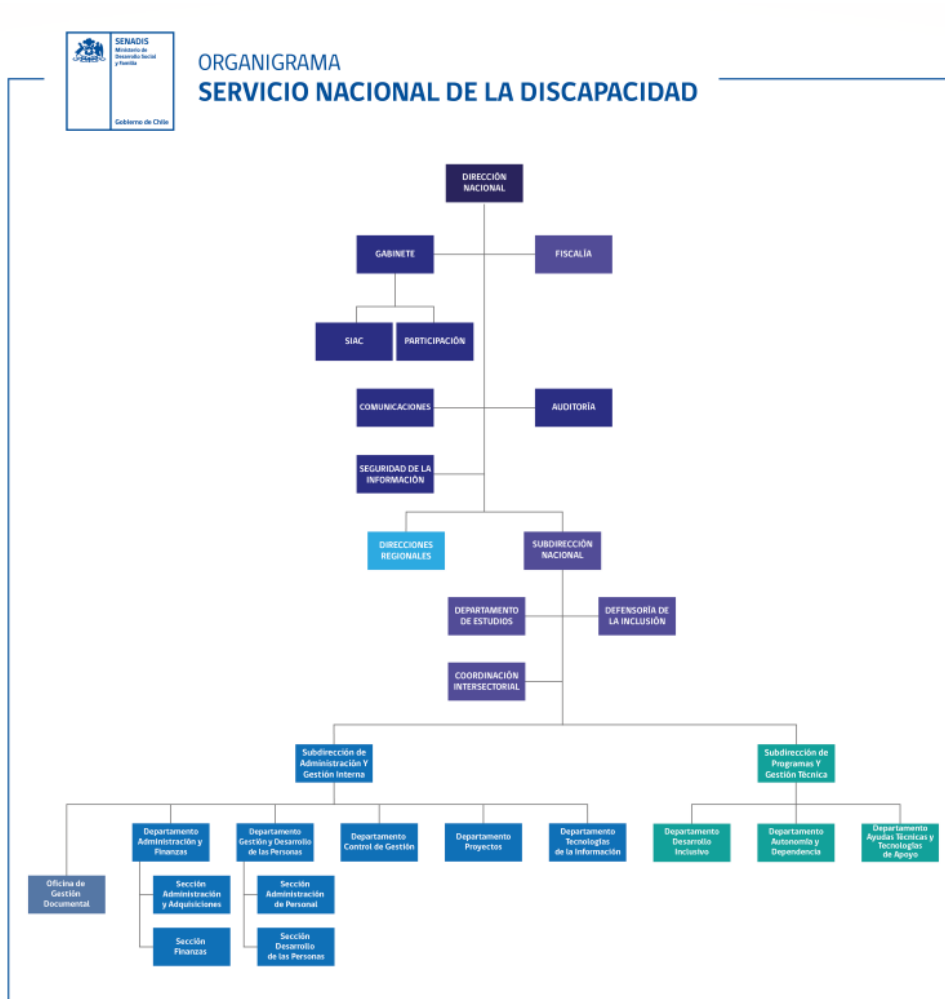 SENADIS
Ministerio de
Desarrollo Social
y Familia
Gobierno de Chile
ORGANIGRAMA
SERVICIO NACIONAL DE LA DISCAPACIDAD
DIRECCIÓN
NACIONAL
GABINETE
FISCALÍA
SIAC
PARTICIPACIÓN
COMUNICACIONES
AUDITORÍA
SEGURIDAD DE LA
INFORMACIÓN
DIRECCIONES
REGIONALES
SUBDIRECCIÓN
NACIONAL
DEPARTAMENTO
DE ESTUDIOS
DEFENSORÍA DE
LA INCLUSIÓN
COORDINACIÓN
INTERSECTORIAL
Subdirección de
Administración Y
Gestión Interna
Subdirección de
Programas Y
Gestión Técnica
Departamento
Administración y
Finanzas
Departamento
Gestión y Desarrollo
de las Personas
Departamento
Control de Gestión
Departamento
Proyectos
Departamento
Tecnologías
de la Información
Departamento
Desarrollo
Inclusivo
Departamento
Autonomía y
Dependencia
Departamento
Ayudas Técnicas y
Tecnologías
de Apoyo
Oficina de
Gestión
Documental
Sección
Administración
y Adquisiciones
Sección
Administración
de Personal
Sección
Finanzas
Sección
Desarrollo
de las Personas